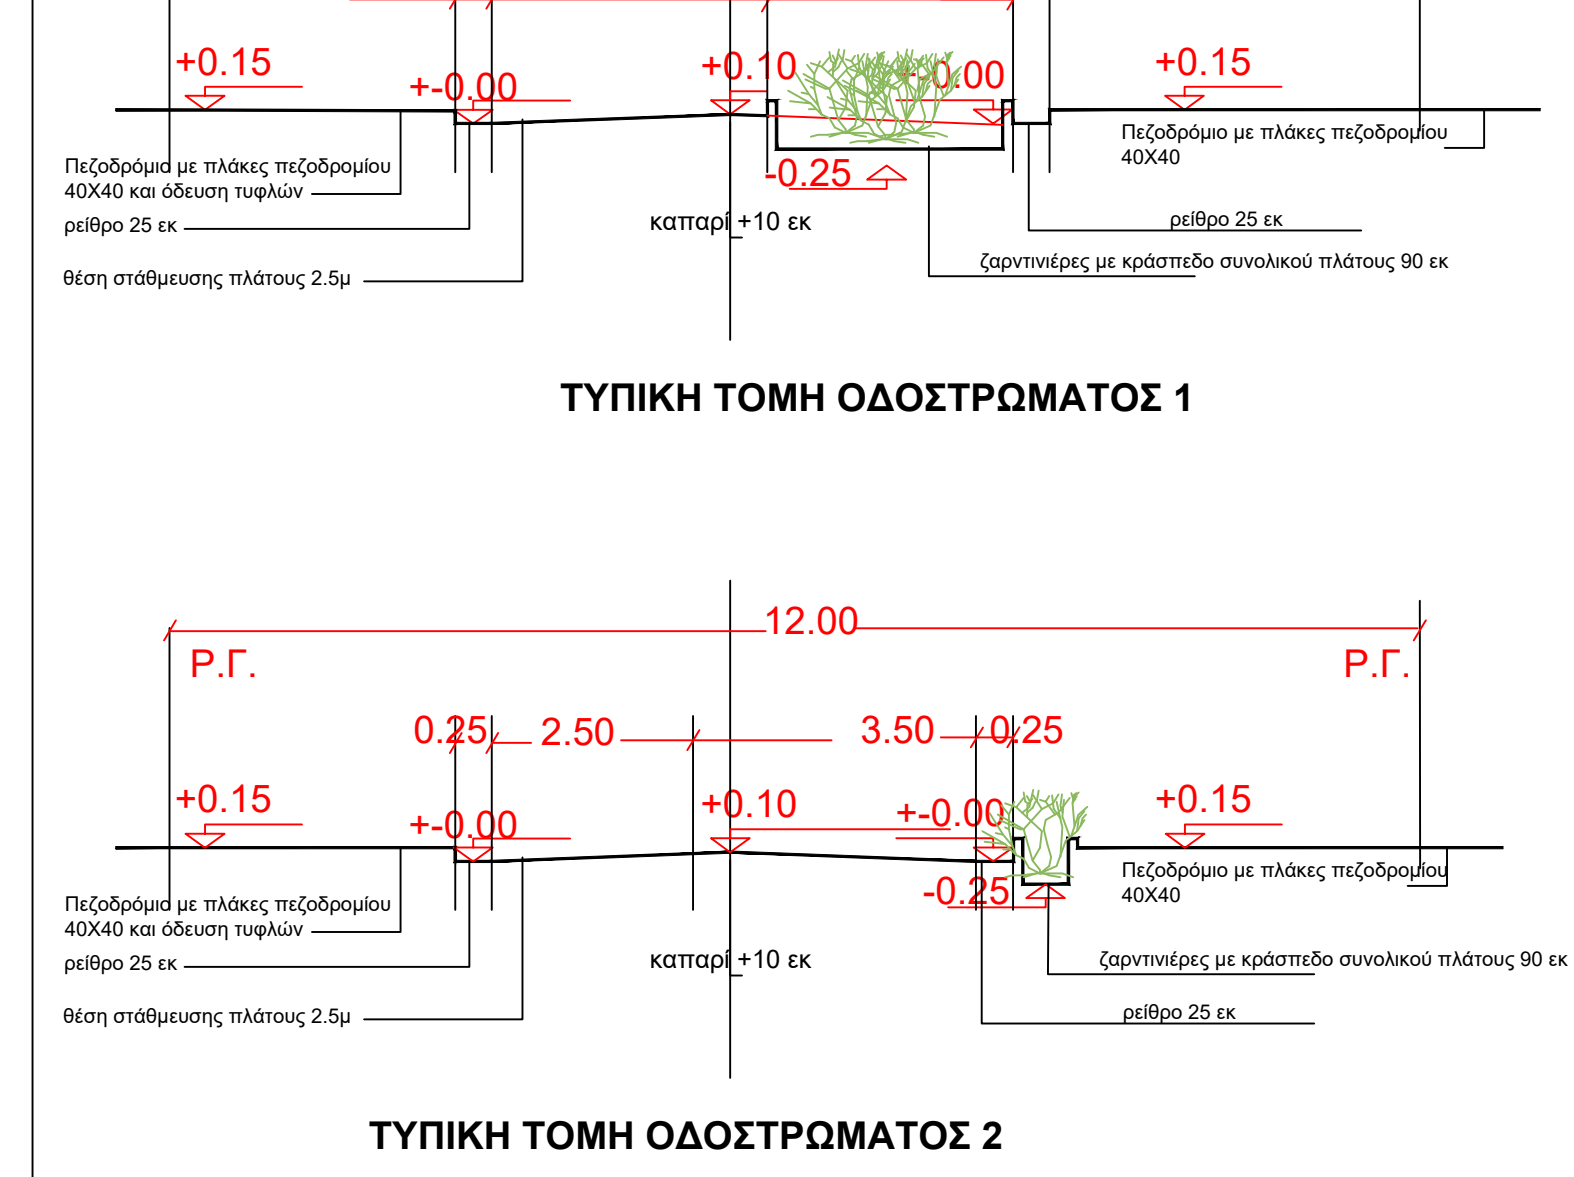 +0.15
+-0.00
+0.10
+-0.00
+0.15
Πεζοδρόμιο με πλάκες πεζοδρομίου
40Χ40 και όδευση τυφλών
ρείθρο 25 εκ
θέση στάθμευσης πλάτους 2.5μ
καπαρί +10 εκ
-0.25
Πεζοδρόμιο με πλάκες πεζοδρομίου
40Χ40
ρείθρο 25 εκ
ζαρντινιέρες με κράσπεδο συνολικού πλάτους 90 εκ
ΤΥΠΙΚΗ ΤΟΜΗ ΟΔΟΣΤΡΩΜΑΤΟΣ 1
12.00
Ρ.Γ.
Ρ.Γ.
0.25
2.50
3.50
0.25
+0.15
+-0.00
+0.10
+-0.00
+0.15
-0.25
Πεζοδρόμιο με πλάκες πεζοδρομίου
40Χ40 και όδευση τυφλών
ρείθρο 25 εκ
θέση στάθμευσης πλάτους 2.5μ
καπαρί +10 εκ
Πεζοδρόμιο με πλάκες πεζοδρομίου
40Χ40
ζαρντινιέρες με κράσπεδο συνολικού πλάτους 90 εκ
ρείθρο 25 εκ
ΤΥΠΙΚΗ ΤΟΜΗ ΟΔΟΣΤΡΩΜΑΤΟΣ 2